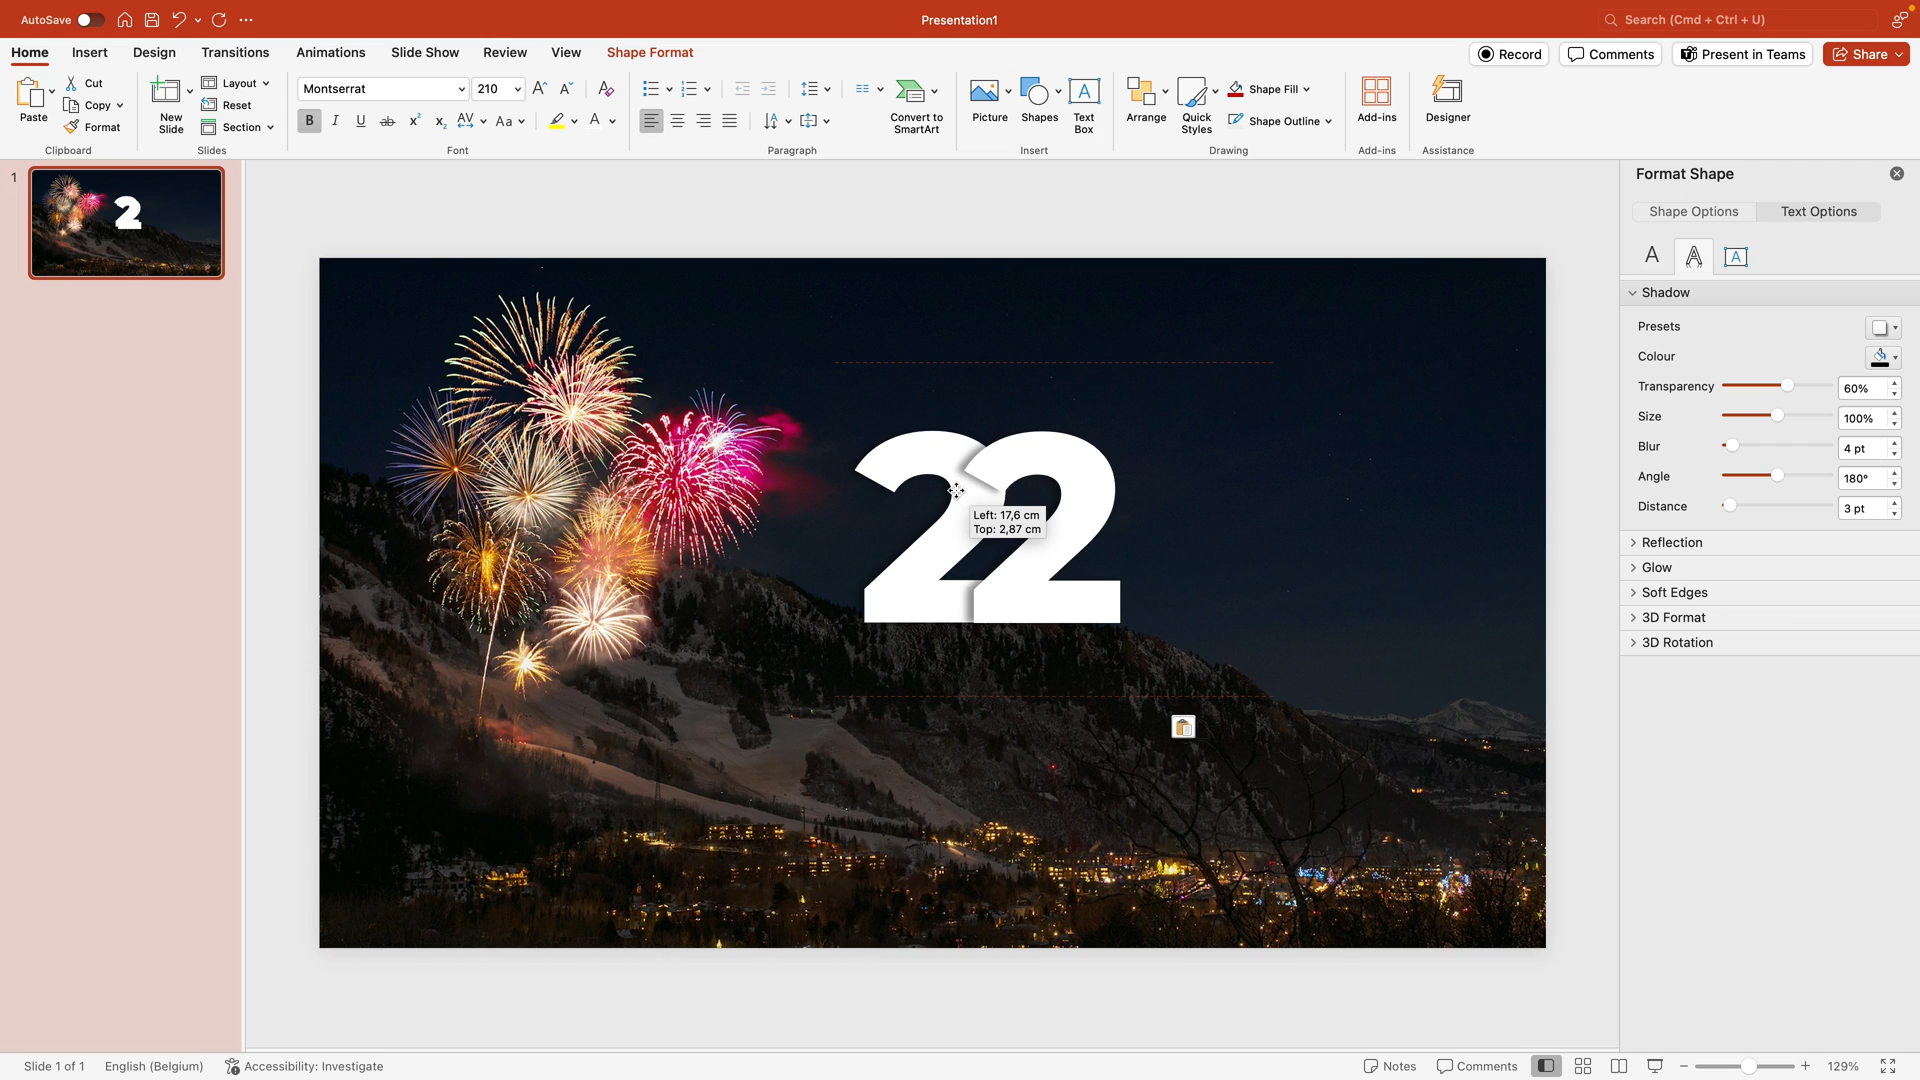 AutoSave
Presentation1
Search (Cmd + Ctrl + U)
Home Insert Design Transitions Animations Slide Show Review View Shape Format
Record Comments Present in Teams Share
Paste
Cut
Copy
Format
Clipboard
New Slide
Layout
Reset
Section
Slides
Montserrat 210
B I U ab X² X₂ AV Aa A
Font
Convert to SmartArt
Paragraph
Picture Shapes Text Box
Insert
Arrange Quick Styles
Shape Fill
Shape Outline
Drawing
Add-ins
Add-ins
Designer
Assistance
1
2
22
Left: 17,6 cm
Top: 2,87 cm
Format Shape
Shape Options Text Options
Shadow
Presets
Colour
Transparency 60%
Size 100%
Blur 4 pt
Angle 180°
Distance 3 pt
Reflection
Glow
Soft Edges
3D Format
3D Rotation
Slide 1 of 1 English (Belgium) Accessibility: Investigate
Notes Comments 129%